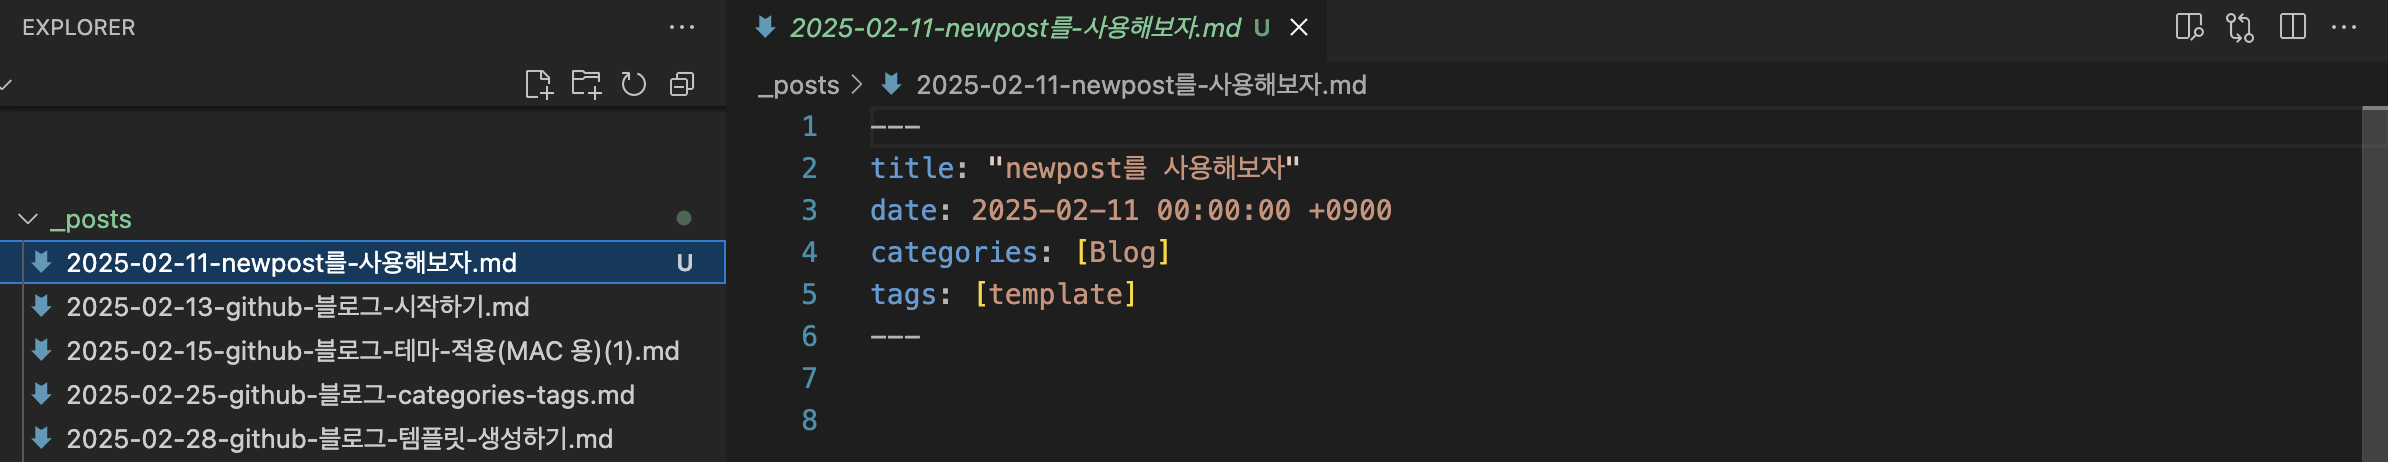 EXPLORER
_posts
2025-02-11-newpost를-사용해보자.md U
2025-02-13-github-블로그-시작하기.md
2025-02-15-github-블로그-테마-적용(MAC 용)(1).md
2025-02-25-github-블로그-categories-tags.md
2025-02-28-github-블로그-템플릿-생성하기.md
2025-02-11-newpost를-사용해보자.md U
_posts > 2025-02-11-newpost를-사용해보자.md
1 ---
2 title: "newpost를 사용해보자"
3 date: 2025-02-11 00:00:00 +0900
4 categories: [Blog]
5 tags: [template]
6 ---
7
8